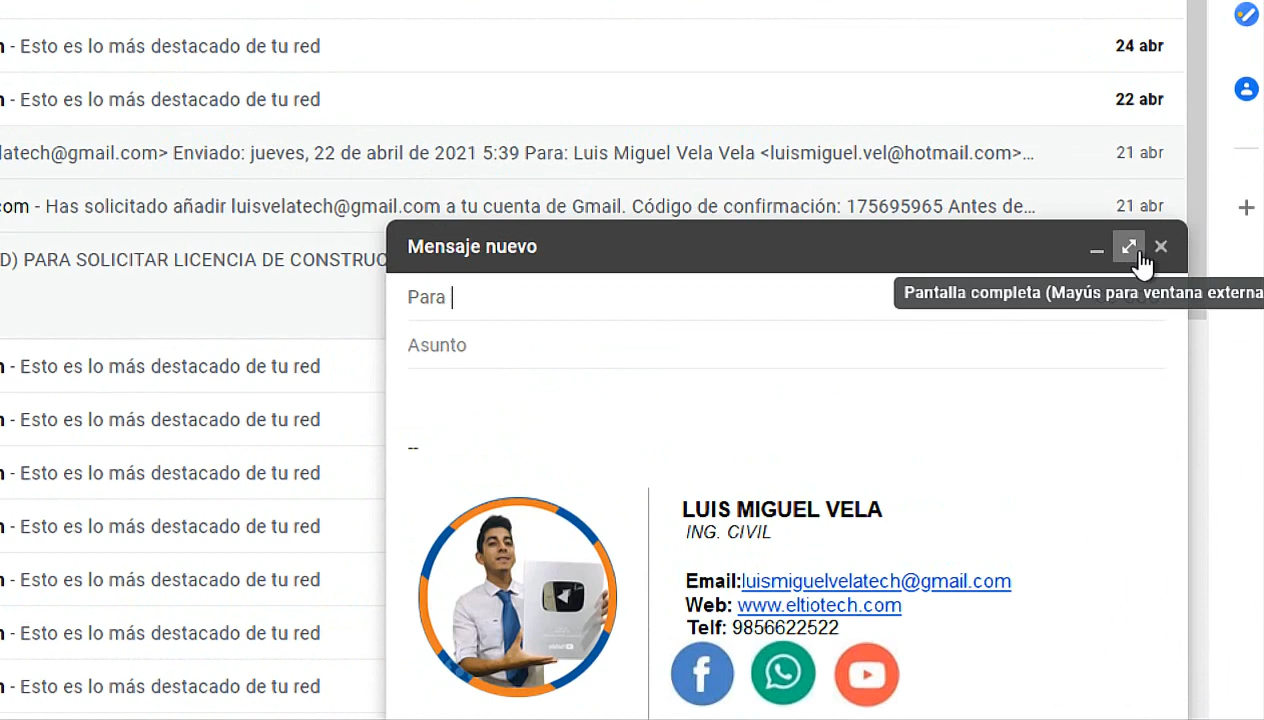 - Esto es lo más destacado de tu red 24 abr
- Esto es lo más destacado de tu red 22 abr
latech@gmail.com> Enviado: jueves, 22 de abril de 2021 5:39 Para: Luis Miguel Vela Vela <luismiguel.vel@hotmail.com>... 21 abr
com - Has solicitado añadir luisvelatech@gmail.com a tu cuenta de Gmail. Código de confirmación: 175695965 Antes de... 21 abr
D) PARA SOLICITAR LICENCIA DE CONSTRUC
Mensaje nuevo
Para
Pantalla completa (Mayús para ventana externa
Asunto
- Esto es lo más destacado de tu red
- Esto es lo más destacado de tu red
- Esto es lo más destacado de tu red
- Esto es lo más destacado de tu red
- Esto es lo más destacado de tu red
- Esto es lo más destacado de tu red
- Esto es lo más destacado de tu red
--
LUIS MIGUEL VELA
ING. CIVIL
Email:luismiguelvelatech@gmail.com
Web: www.eltiotech.com
Telf: 9856622522